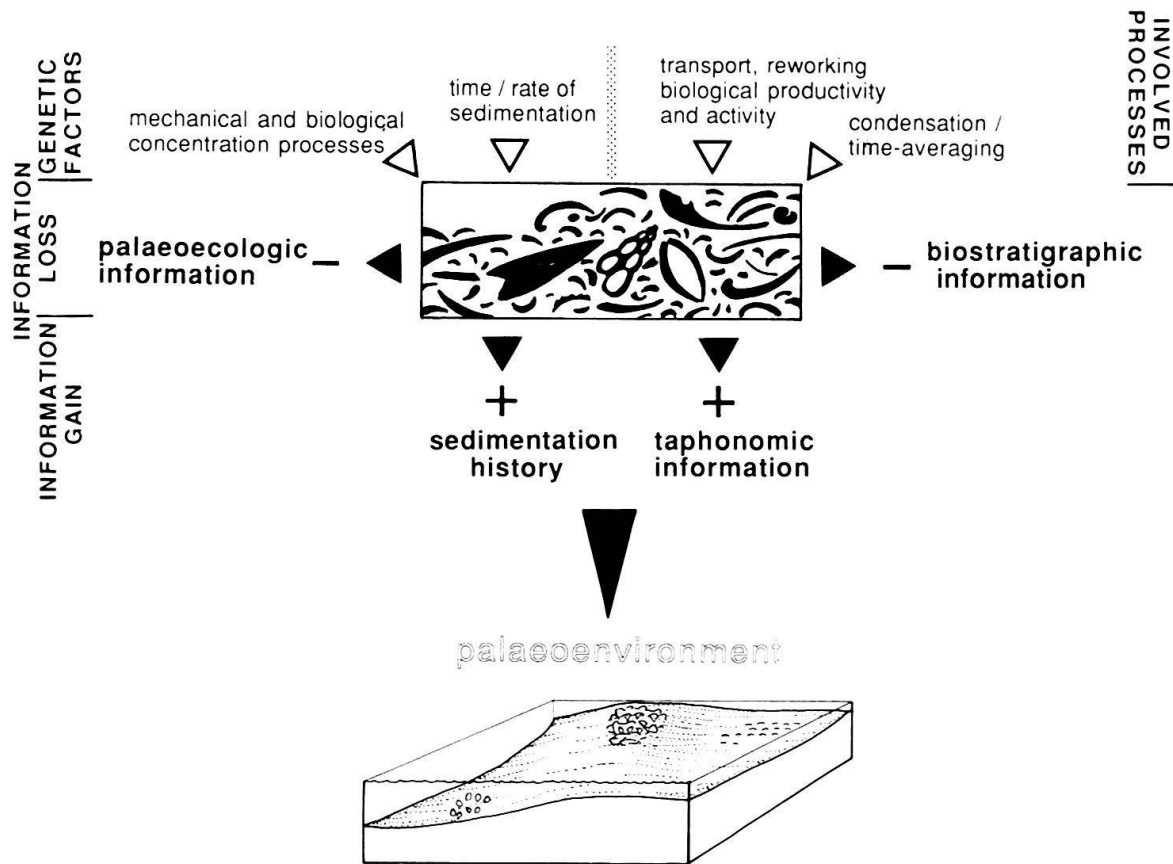 INVOLVED
PROCESSES
GENETIC
FACTORS
INFORMATION
LOSS
INFORMATION
GAIN
mechanical and biological
concentration processes
time / rate of
sedimentation
transport, reworking
biological productivity
and activity
condensation /
time-averaging
palaeoecologic
information
−
−
biostratigraphic
information
+
+
sedimentation
history
taphonomic
information
palaeoenvironment